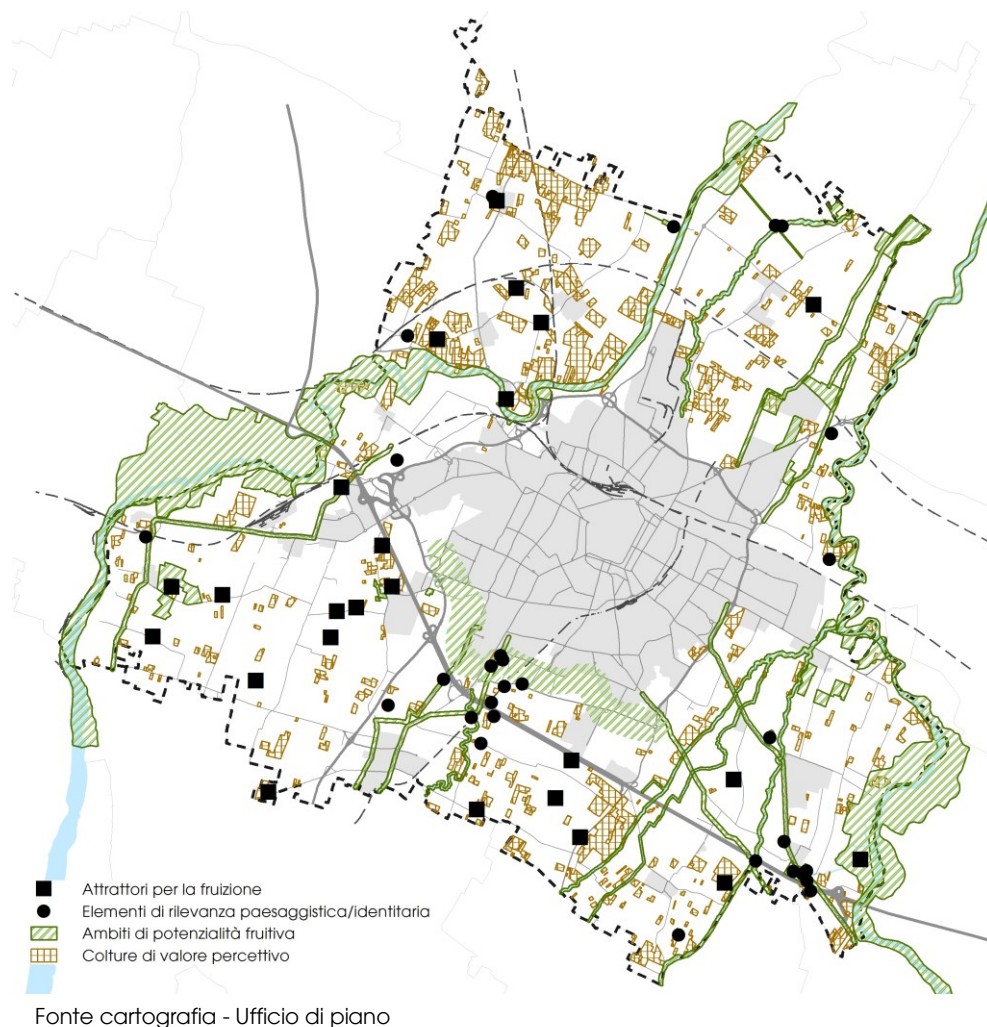 Attrattori per la fruizione
Elementi di rilevanza paesaggistica/identitaria
Ambiti di potenzialità fruitiva
Colture di valore percettivo
Fonte cartografia - Ufficio di piano